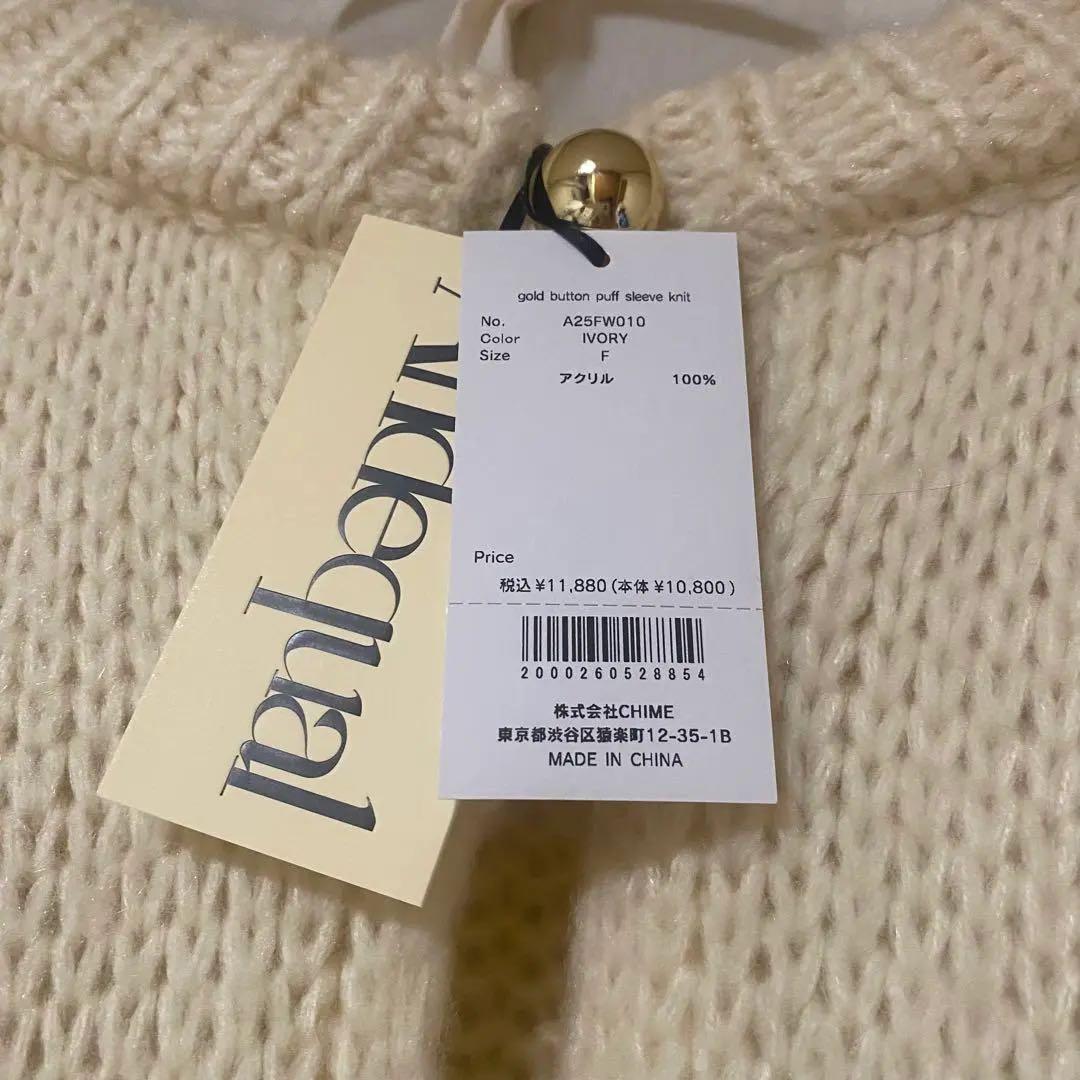 gold button puff sleeve knit
No. A25FW010
Color IVORY
Size F
アクリル 100%
Price
税込¥11,880(本体¥10,800)
2000260528854
株式会社CHIME
東京都渋谷区猿楽町12-35-1B
MADE IN CHINA